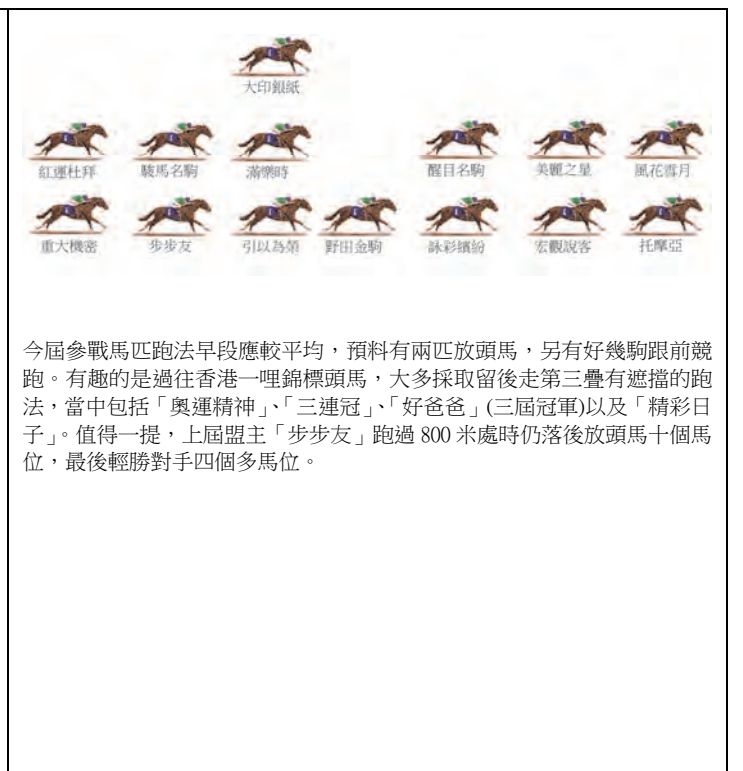 大印銀紙
紅運杜拜 駿馬名駒 滿樂時 醒目名駒 美麗之星 風花雪月
重大機密 步步友 引以為榮 野田金駒 詠彩繽紛 宏觀說客 托摩亞
今屆參戰馬匹跑法早段應較平均，預料有兩匹放頭馬，另有好幾駒跟前競
跑。有趣的是過往香港一哩錦標頭馬，大多採取留後走第三疊有遮擋的跑
法，當中包括「奧運精神」、「三連冠」、「好爸爸」(三屆冠軍)以及「精彩日
子」。值得一提，上屆盟主「步步友」跑過 800 米處時仍落後放頭馬十個馬
位，最後輕勝對手四個多馬位。